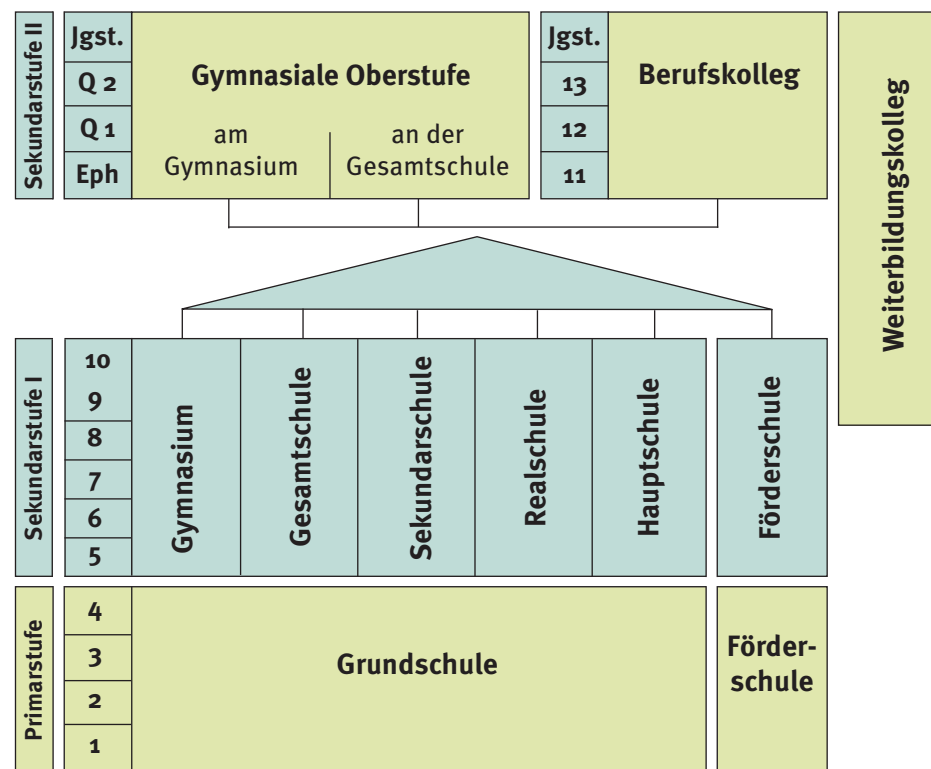 Sekundarstufe II
Jgst.
Q 2
Q 1
Eph
Gymnasiale Oberstufe
am
Gymnasium
an der
Gesamtschule
Jgst.
13
12
11
Berufskolleg
Weiterbildungskolleg
Sekundarstufe I
10
9
8
7
6
5
Gymnasium
Gesamtschule
Sekundarschule
Realschule
Hauptschule
Förderschule
Primarstufe
4
3
2
1
Grundschule
Förder-
schule